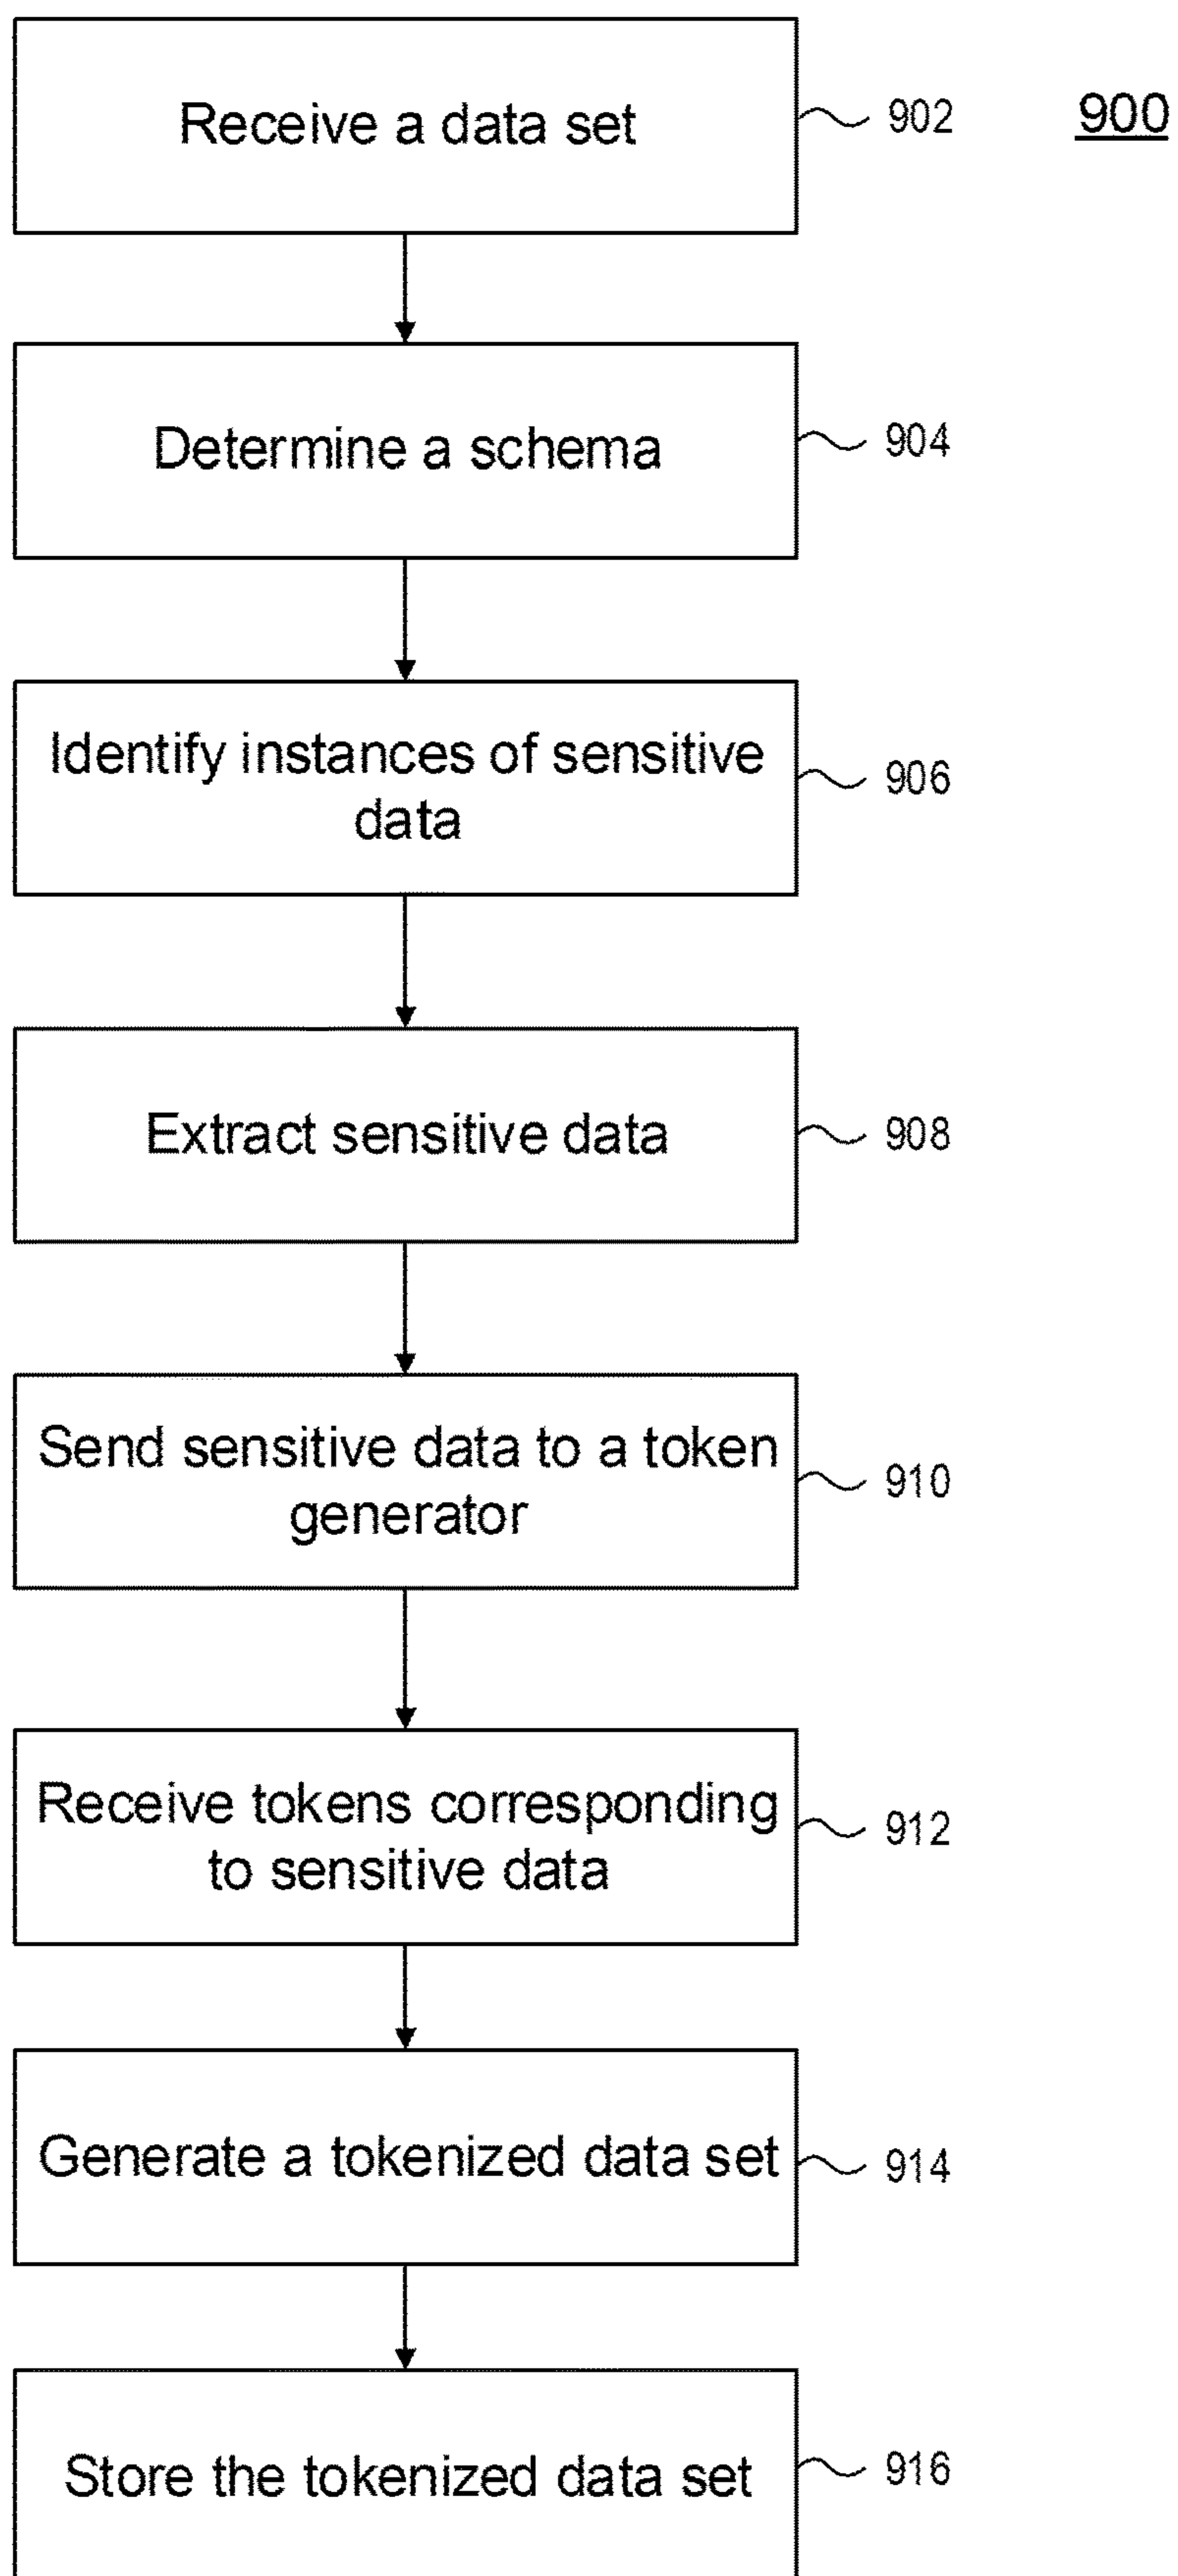 Receive a data set
902
900
Determine a schema
904
Identify instances of sensitive
data
906
Extract sensitive data
908
Send sensitive data to a token
generator
910
Receive tokens corresponding
to sensitive data
912
Generate a tokenized data set
914
Store the tokenized data set
916